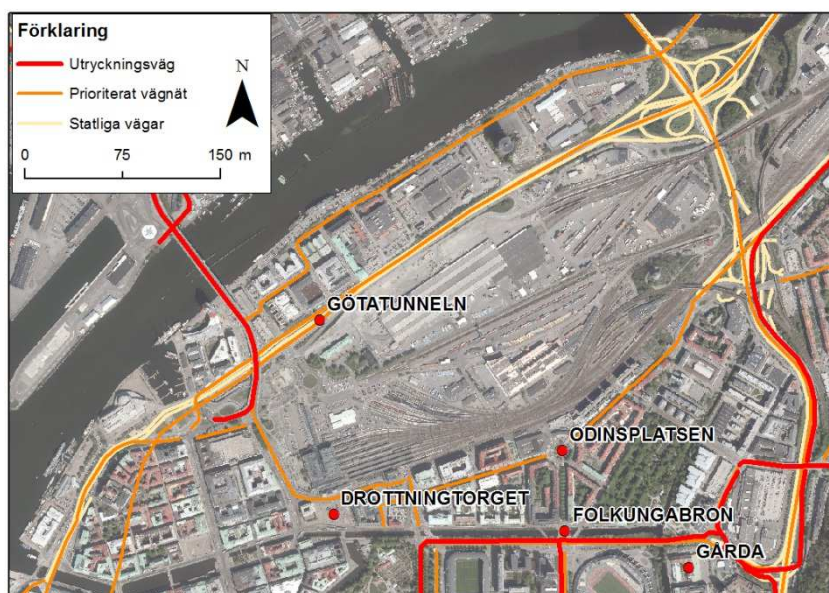 Förklaring
Utryckningsväg
Prioriterat vägnät
Statliga vägar
N
0 75 150 m
GÖTATUNNELN
ODINSPLATSEN
DROTTNINGTORGET
FOLKUNGABRON
GÅRDA